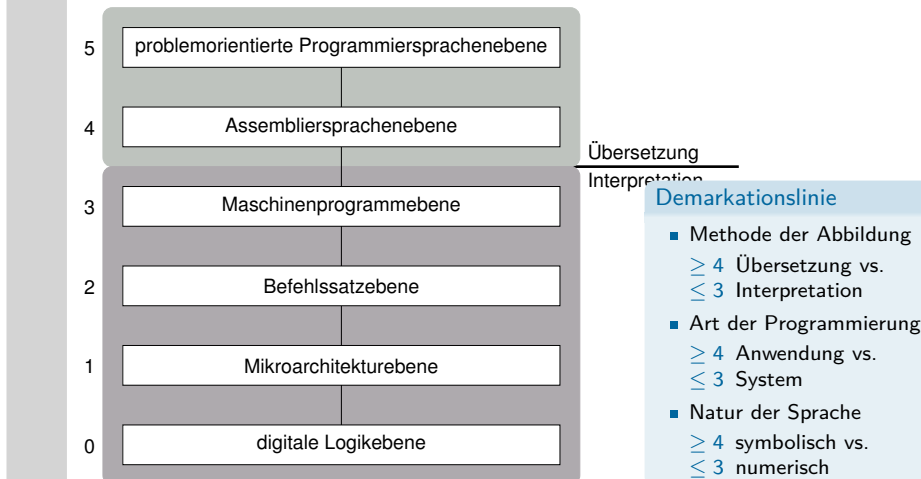 5 problemorientierte Programmiersprachenebene
4 Assembliersprachenebene
Übersetzung
Interpretation
3 Maschinenprogrammebene
2 Befehlssatzebene
1 Mikroarchitekturebene
0 digitale Logikebene
Demarkationslinie
Methode der Abbildung
≥ 4 Übersetzung vs.
≤ 3 Interpretation
Art der Programmierung
≥ 4 Anwendung vs.
≤ 3 System
Natur der Sprache
≥ 4 symbolisch vs.
≤ 3 numerisch